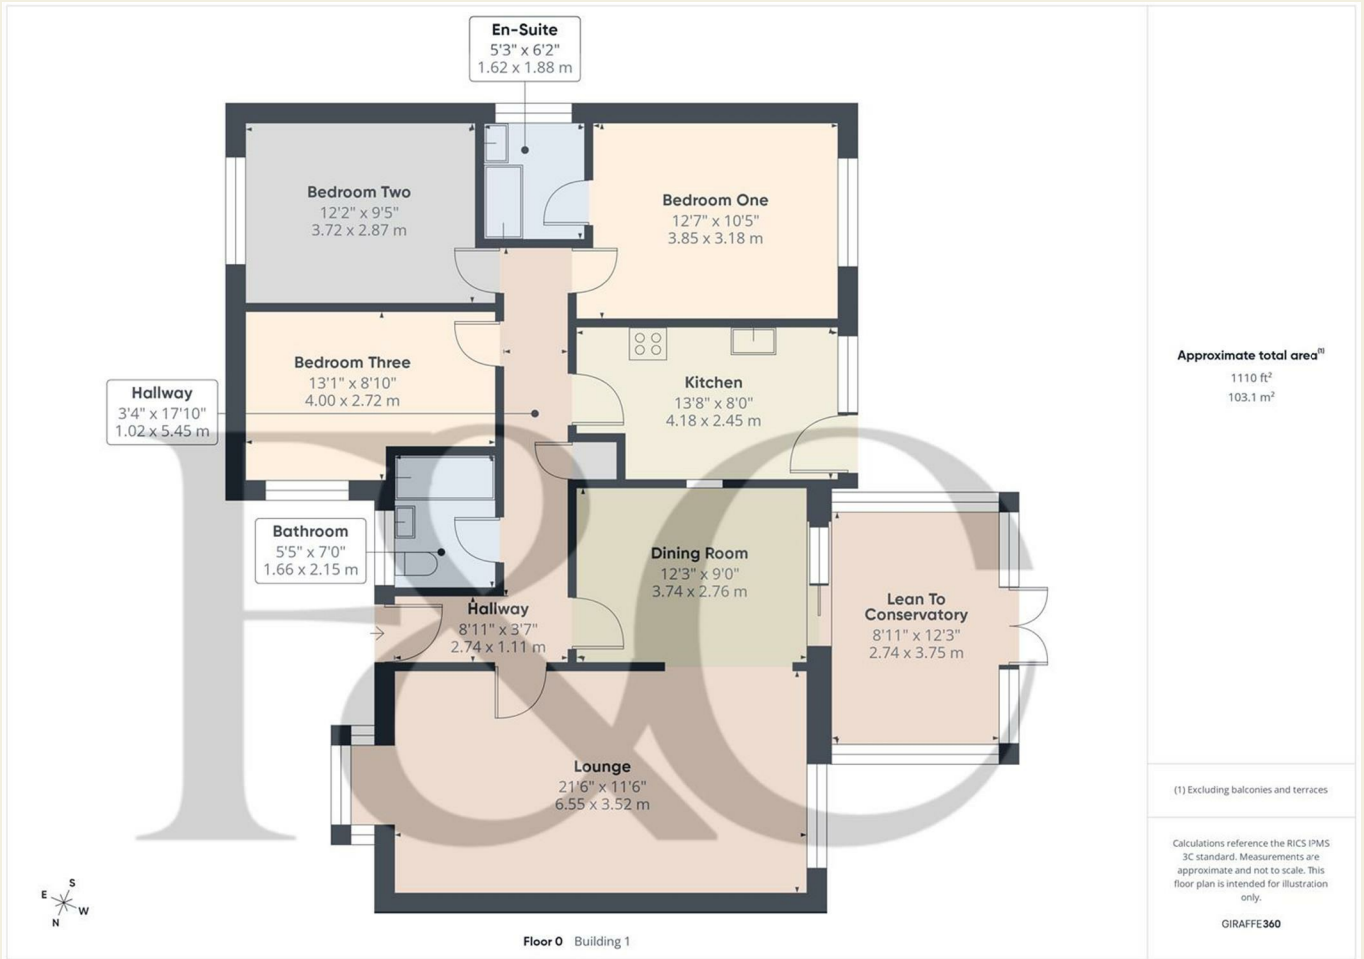 En-Suite
5'3" x 6'2"
1.62 x 1.88 m
Bedroom Two
12'2" x 9'5"
3.72 x 2.87 m
Bedroom One
12'7" x 10'5"
3.85 x 3.18 m
Bedroom Three
13'1" x 8'10"
4.00 x 2.72 m
Kitchen
13'8" x 8'0"
4.18 x 2.45 m
Hallway
3'4" x 17'10"
1.02 x 5.45 m
Bathroom
5'5" x 7'0"
1.66 x 2.15 m
Dining Room
12'3" x 9'0"
3.74 x 2.76 m
Hallway
8'11" x 3'7"
2.74 x 1.11 m
Lean To
Conservatory
8'11" x 12'3"
2.74 x 3.75 m
Lounge
21'6" x 11'6"
6.55 x 3.52 m
F&C
S
E
W
N
Floor 0 Building 1
Approximate total area(1)
1110 ft²
103.1 m²
(1) Excluding balconies and terraces
Calculations reference the RICS IPMS
3C standard. Measurements are
approximate and not to scale. This
floor plan is intended for illustration
only.
GIRAFFE360